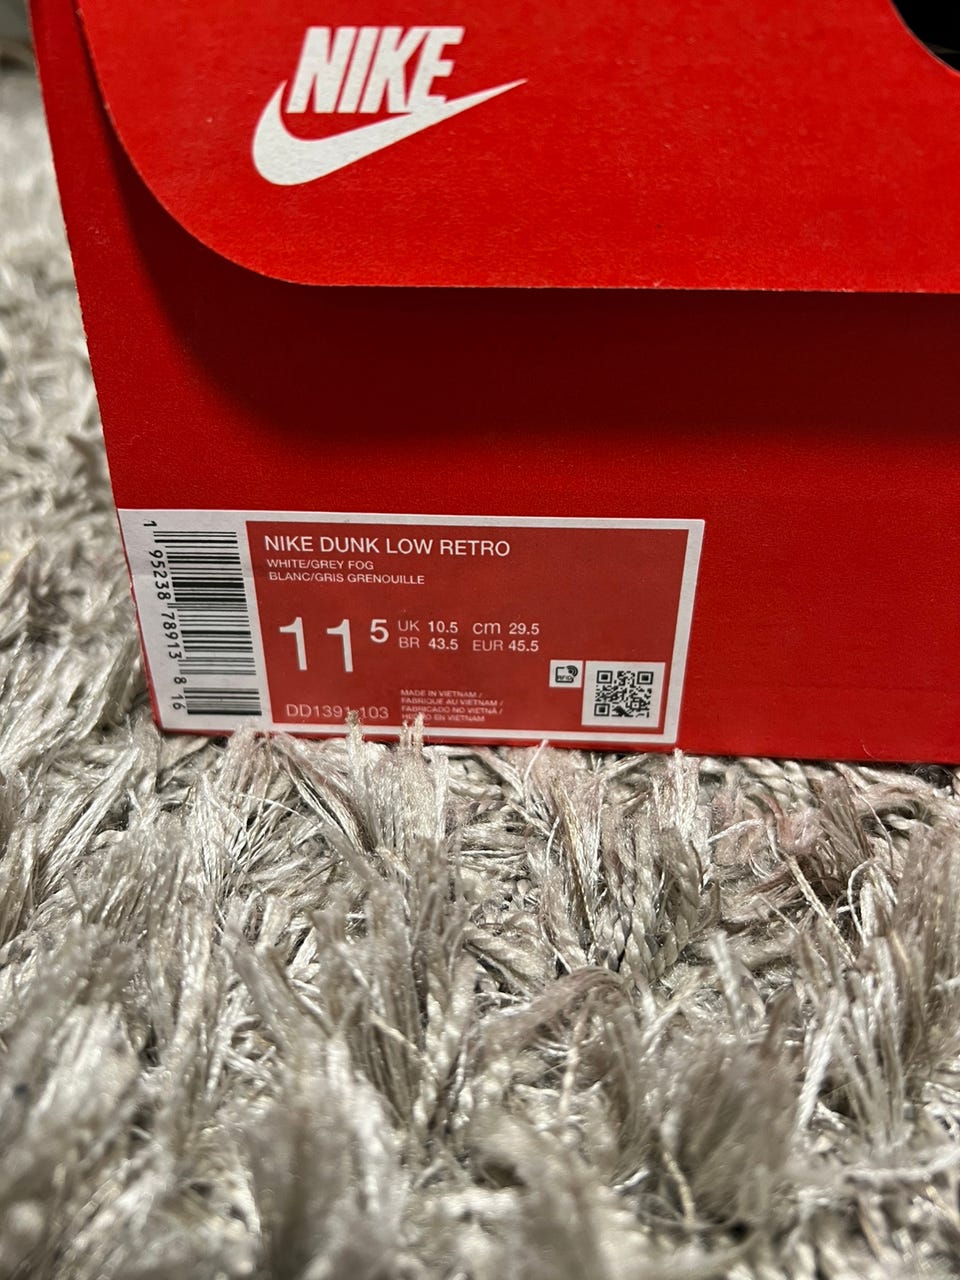 NIKE
NIKE DUNK LOW RETRO
WHITE/GREY FOG
BLANC/GRIS GRENOUILLE
11 5
UK 10.5 cm 29.5
BR 43.5 EUR 45.5
DD1391-103
MADE IN VIETNAM /
FABRIQUE AU VIETNAM /
FABRICADO NO VIETNÃ /
HECHO EN VIETNAM
RFID
1 95238 78913 8 16